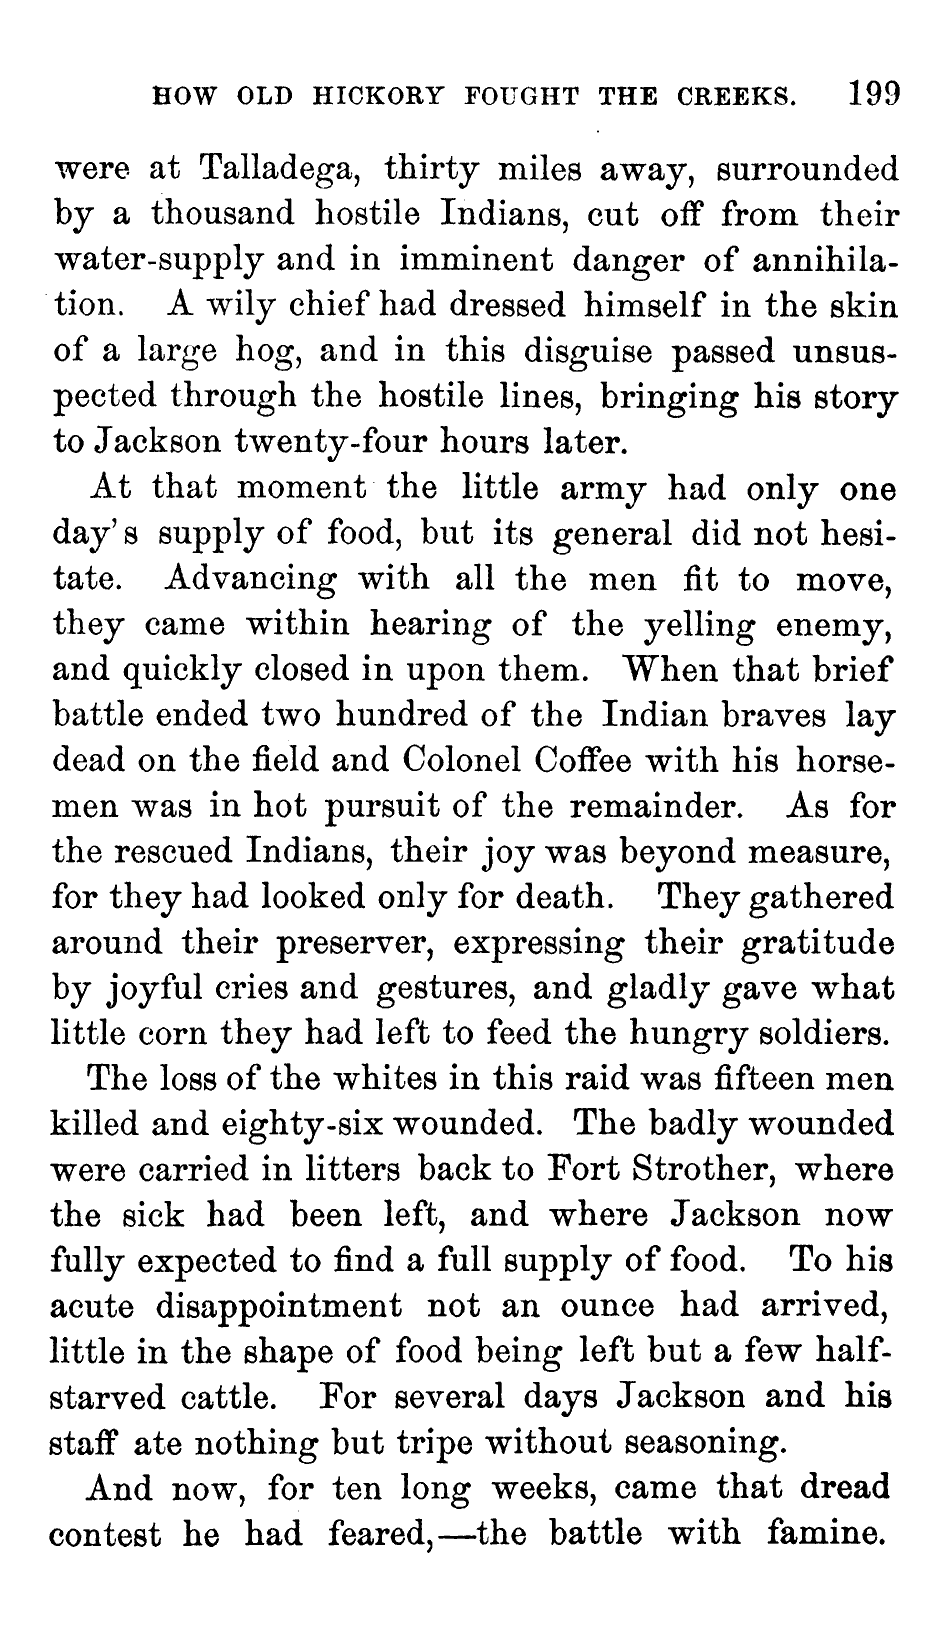 HOW OLD HICKORY FOUGHT THE CREEKS. 199
were at Talladega, thirty miles away, surrounded
by a thousand hostile Indians, cut off from their
water-supply and in imminent danger of annihila-
tion. A wily chief had dressed himself in the skin
of a large hog, and in this disguise passed unsus-
pected through the hostile lines, bringing his story
to Jackson twenty-four hours later.
At that moment the little army had only one
day's supply of food, but its general did not hesi-
tate. Advancing with all the men fit to move,
they came within hearing of the yelling enemy,
and quickly closed in upon them. When that brief
battle ended two hundred of the Indian braves lay
dead on the field and Colonel Coffee with his horse-
men was in hot pursuit of the remainder. As for
the rescued Indians, their joy was beyond measure,
for they had looked only for death. They gathered
around their preserver, expressing their gratitude
by joyful cries and gestures, and gladly gave what
little corn they had left to feed the hungry soldiers.
The loss of the whites in this raid was fifteen men
killed and eighty-six wounded. The badly wounded
were carried in litters back to Fort Strother, where
the sick had been left, and where Jackson now
fully expected to find a full supply of food. To his
acute disappointment not an ounce had arrived,
little in the shape of food being left but a few half-
starved cattle. For several days Jackson and his
staff ate nothing but tripe without seasoning.
And now, for ten long weeks, came that dread
contest he had feared,—the battle with famine.